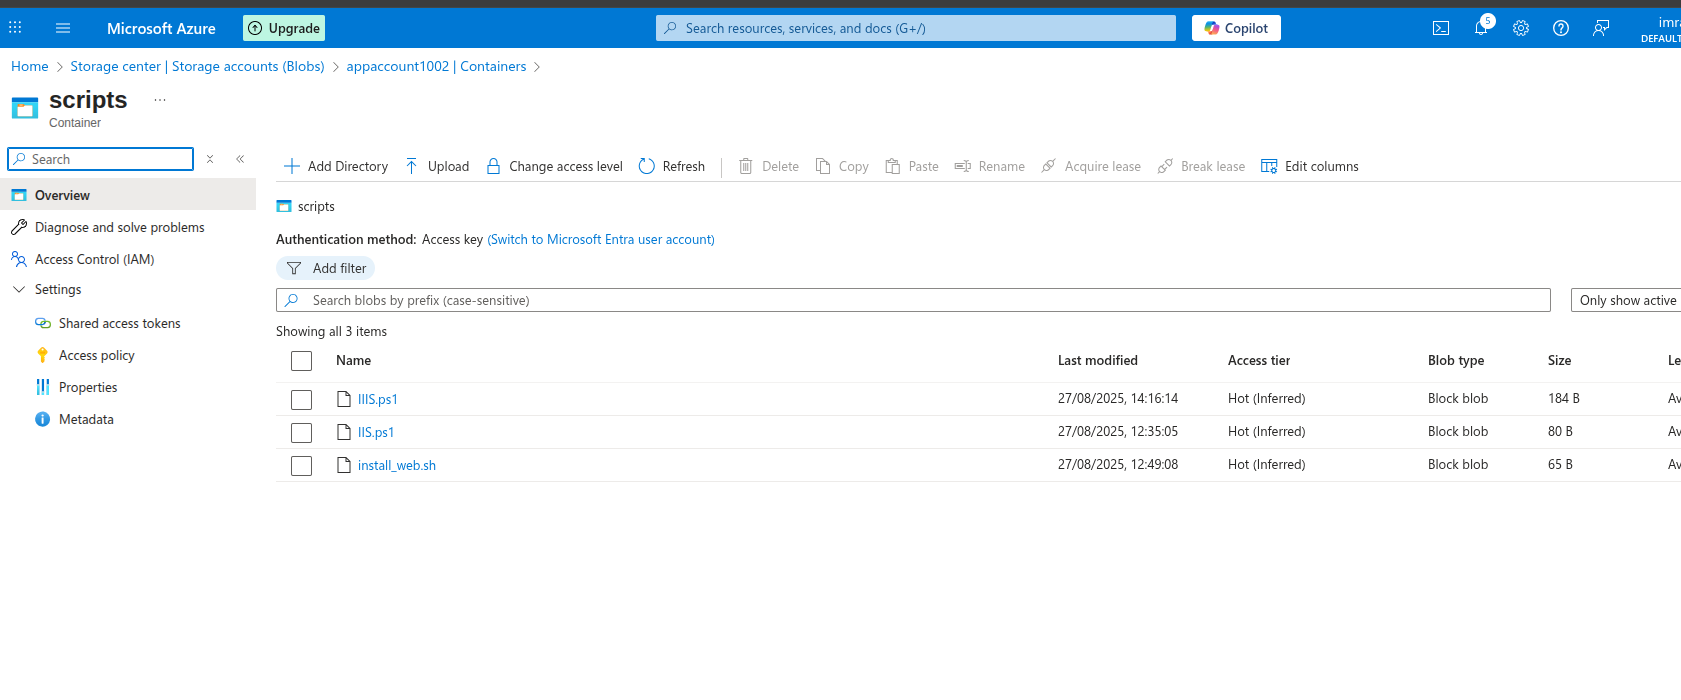 Microsoft Azure
Upgrade
Search resources, services, and docs (G+/)
Copilot
5
imra
DEFAULT
Home > Storage center | Storage accounts (Blobs) > appaccount1002 | Containers >
scripts ...
Container
Search
Overview
Diagnose and solve problems
Access Control (IAM)
Settings
Shared access tokens
Access policy
Properties
Metadata
Add Directory Upload Change access level Refresh Delete Copy Paste Rename Acquire lease Break lease Edit columns
scripts
Authentication method: Access key (Switch to Microsoft Entra user account)
Add filter
Search blobs by prefix (case-sensitive)
Only show active
Showing all 3 items
Name Last modified Access tier Blob type Size Le
IIIS.ps1 27/08/2025, 14:16:14 Hot (Inferred) Block blob 184 B Av
IIS.ps1 27/08/2025, 12:35:05 Hot (Inferred) Block blob 80 B Av
install_web.sh 27/08/2025, 12:49:08 Hot (Inferred) Block blob 65 B Av